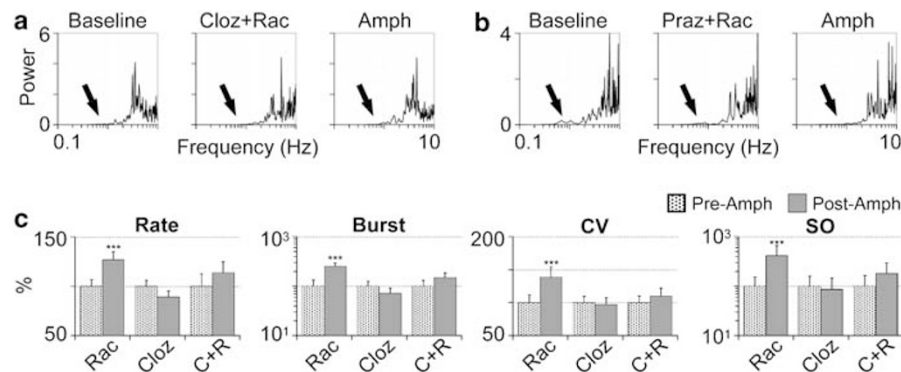 a Baseline Cloz+Rac Amph b Baseline Praz+Rac Amph
6 4
Power
2
0 0
0.1 10 0.1 10
Frequency (Hz) Frequency (Hz)
Pre-Amph Post-Amph
c Rate Burst CV SO
150 10³ 200 10³
*** *** *** ***
%
50 10¹ 50 10¹
Rac Cloz C+R Rac Cloz C+R Rac Cloz C+R Rac Cloz C+R